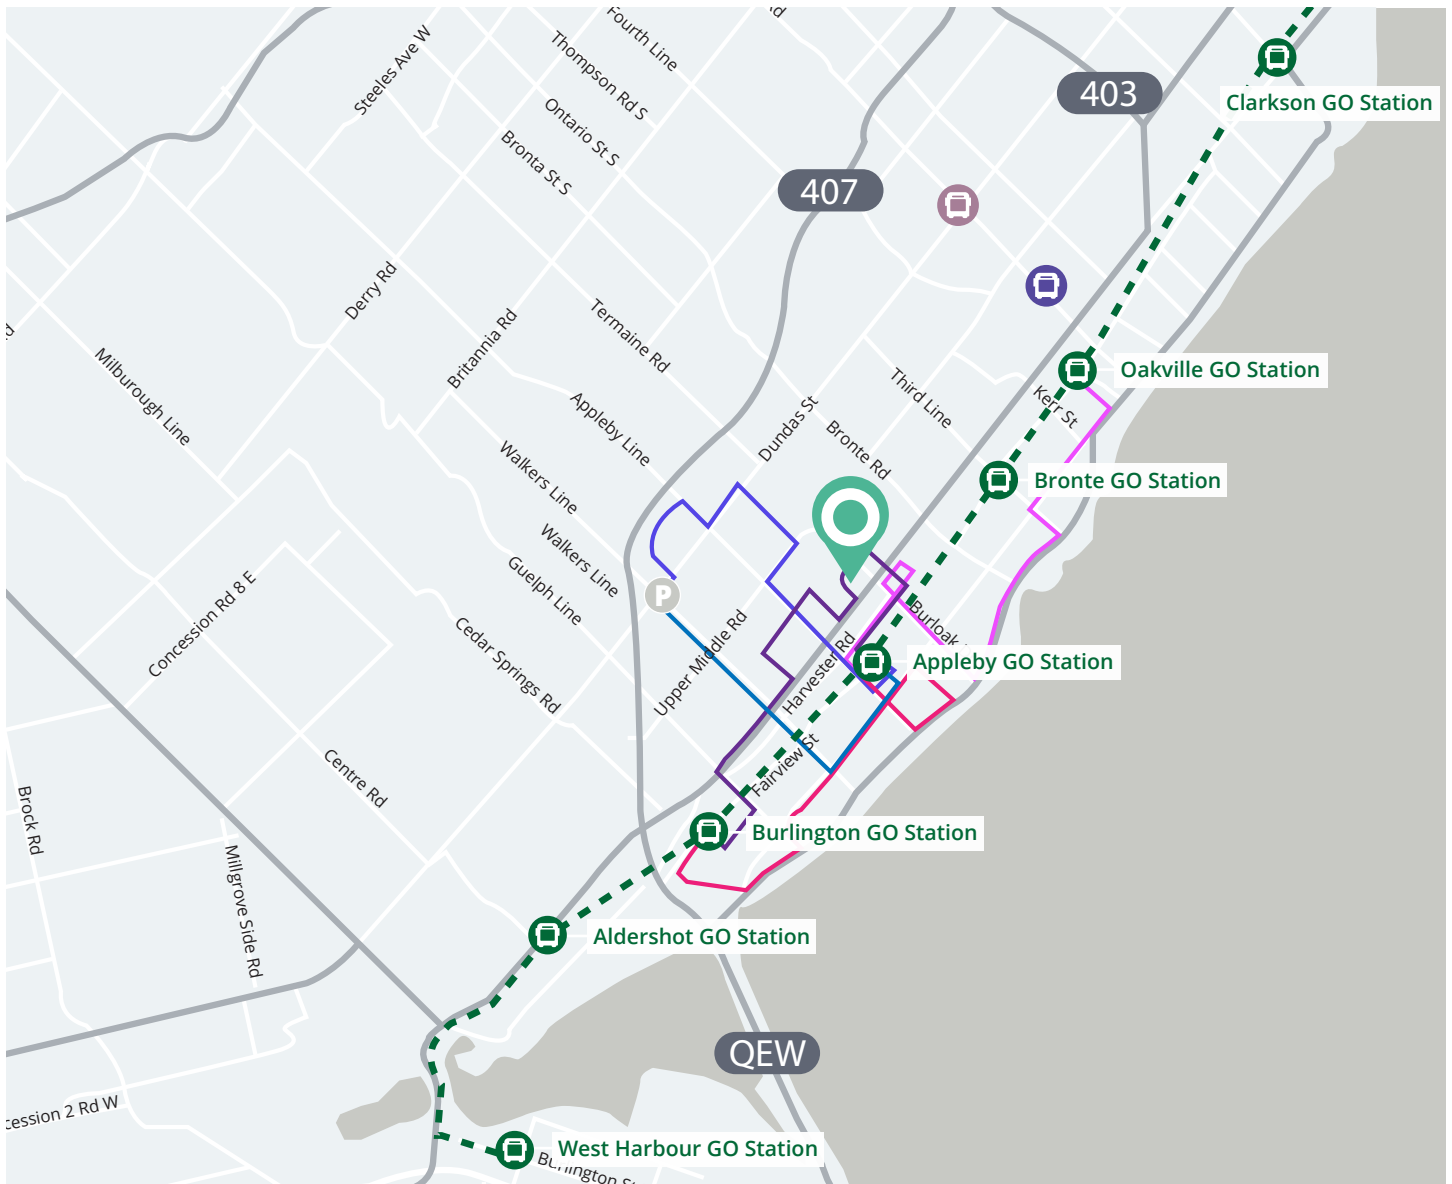 Fourth Line
Steeles Ave W
Thompson Rd S
403
Clarkson GO Station
Ontario St S
Bronta St S
407
Derry Rd
Britannia Rd
Termaine Rd
Milburough Line
Third Line
Oakville GO Station
Kerr St
Appleby Line
Dundas St
Bronte Rd
Walkers Line
Bronte GO Station
Walkers Line
Guelph Line
P
Concession Rd 8 E
Cedar Springs Rd
Upper Middle Rd
Harvester Rd
Burloak
Appleby GO Station
Centre Rd
Fairview St
Brock Rd
Burlington GO Station
Millgrove Side Rd
Aldershot GO Station
QEW
cession 2 Rd W
West Harbour GO Station
Burlington S